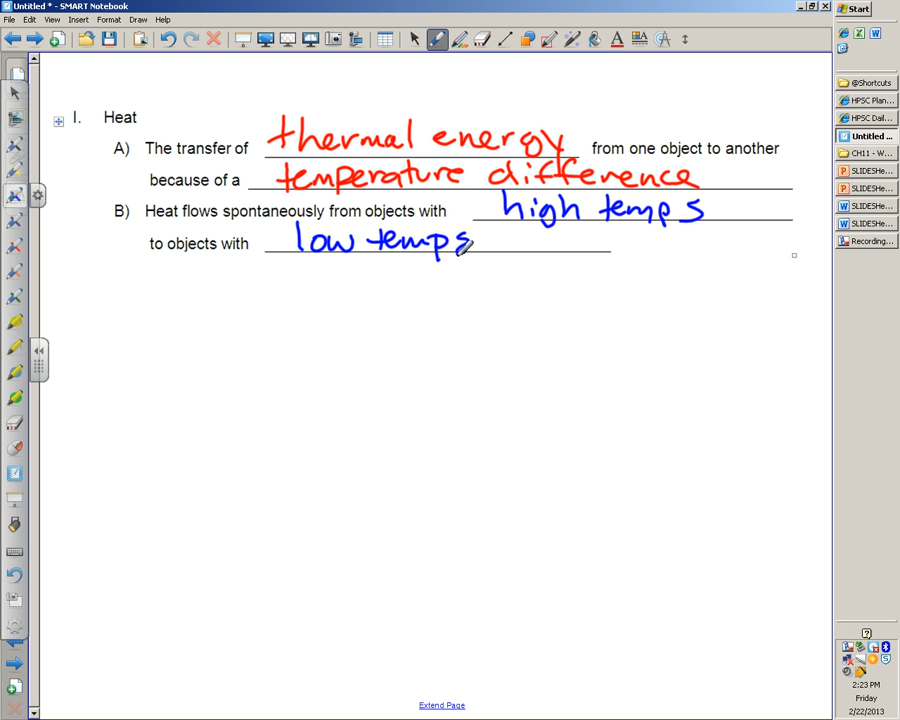 Untitled * - SMART Notebook
File Edit View Insert Format Draw Help
Start
I. Heat
A) The transfer of thermal energy from one object to another
because of a temperature difference
B) Heat flows spontaneously from objects with high temps
to objects with low temps
Extend Page
@Shortcuts
HPSC Plan...
HPSC Dail...
Untitled ...
CH11 - W...
SLIDESHe...
SLIDESHe...
SLIDESHe...
SLIDESHe...
Recording...
2:23 PM
Friday
2/22/2013